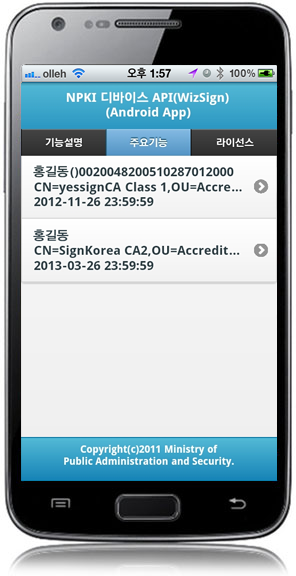 olleh 오후 1:57 100%
NPKI 디바이스 API(WizSign)
(Android App)
기능설명 주요기능 라이선스
홍길동()0020048200510287012000
CN=yessignCA Class 1,OU=Accre...
2012-11-26 23:59:59
홍길동
CN=SignKorea CA2,OU=Accredit...
2013-03-26 23:59:59
Copyright(c)2011 Ministry of
Public Administration and Security.